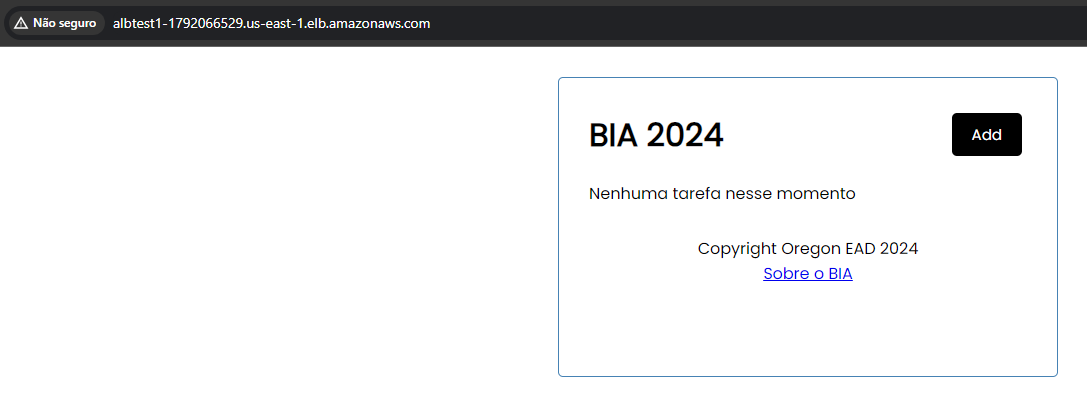 Não seguro albtest1-1792066529.us-east-1.elb.amazonaws.com
BIA 2024 Add
Nenhuma tarefa nesse momento
Copyright Oregon EAD 2024
Sobre o BIA